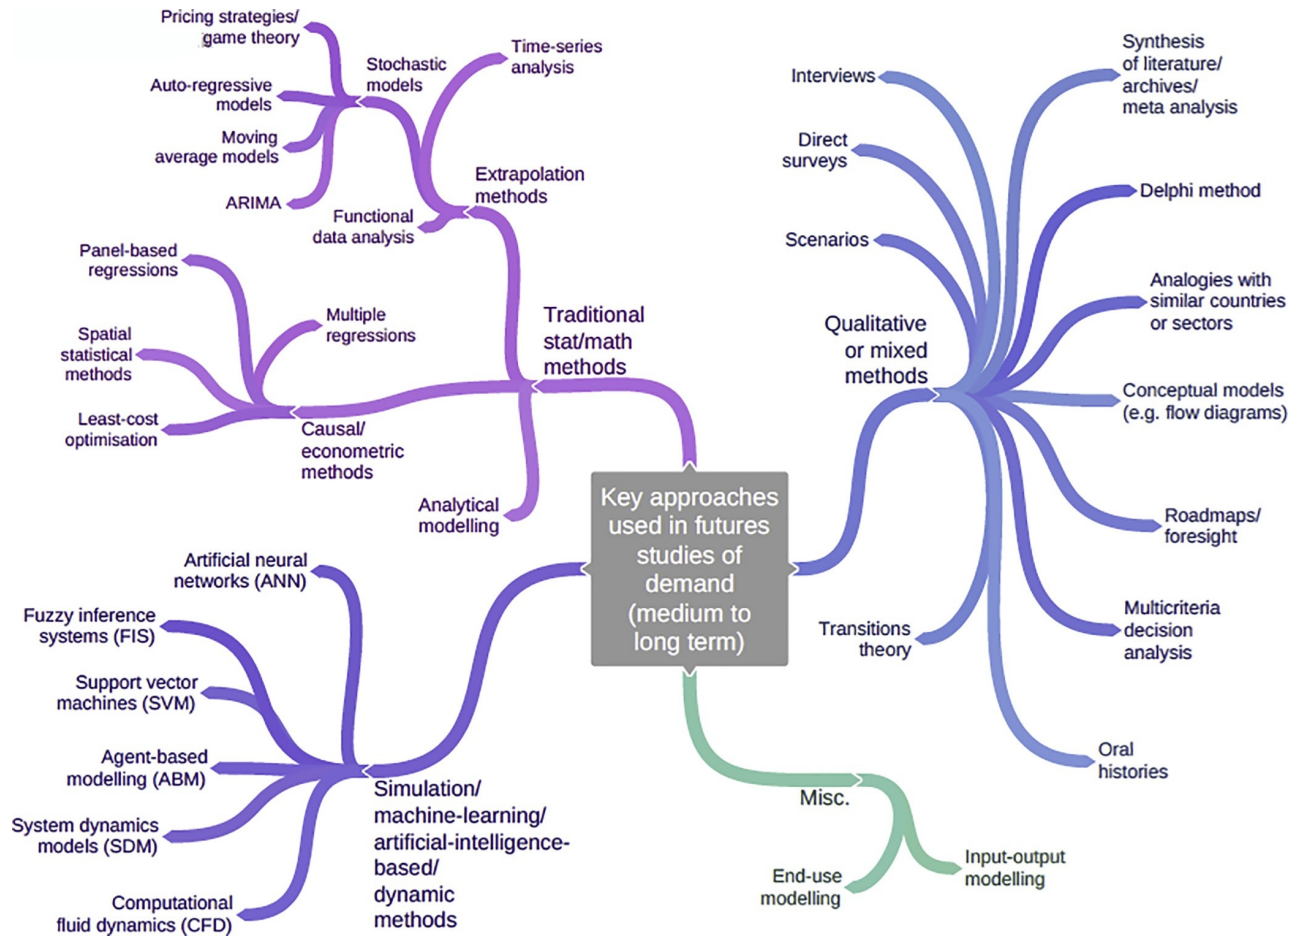 Pricing strategies/
game theory
Auto-regressive
models
Moving
average models
ARIMA
Stochastic
models
Time-series
analysis
Extrapolation
methods
Functional
data analysis
Panel-based
regressions
Multiple
regressions
Spatial
statistical
methods
Least-cost
optimisation
Causal/
econometric
methods
Traditional
stat/math
methods
Analytical
modelling
Key approaches
used in futures
studies of
demand
(medium to
long term)
Artificial neural
networks (ANN)
Fuzzy inference
systems (FIS)
Support vector
machines (SVM)
Agent-based
modelling (ABM)
System dynamics
models (SDM)
Computational
fluid dynamics (CFD)
Simulation/
machine-learning/
artificial-intelligence-
based/
dynamic
methods
Interviews
Direct
surveys
Scenarios
Qualitative
or mixed
methods
Synthesis
of literature/
archives/
meta analysis
Delphi method
Analogies with
similar countries
or sectors
Conceptual models
(e.g. flow diagrams)
Roadmaps/
foresight
Multicriteria
decision
analysis
Transitions
theory
Oral
histories
Misc.
End-use
modelling
Input-output
modelling